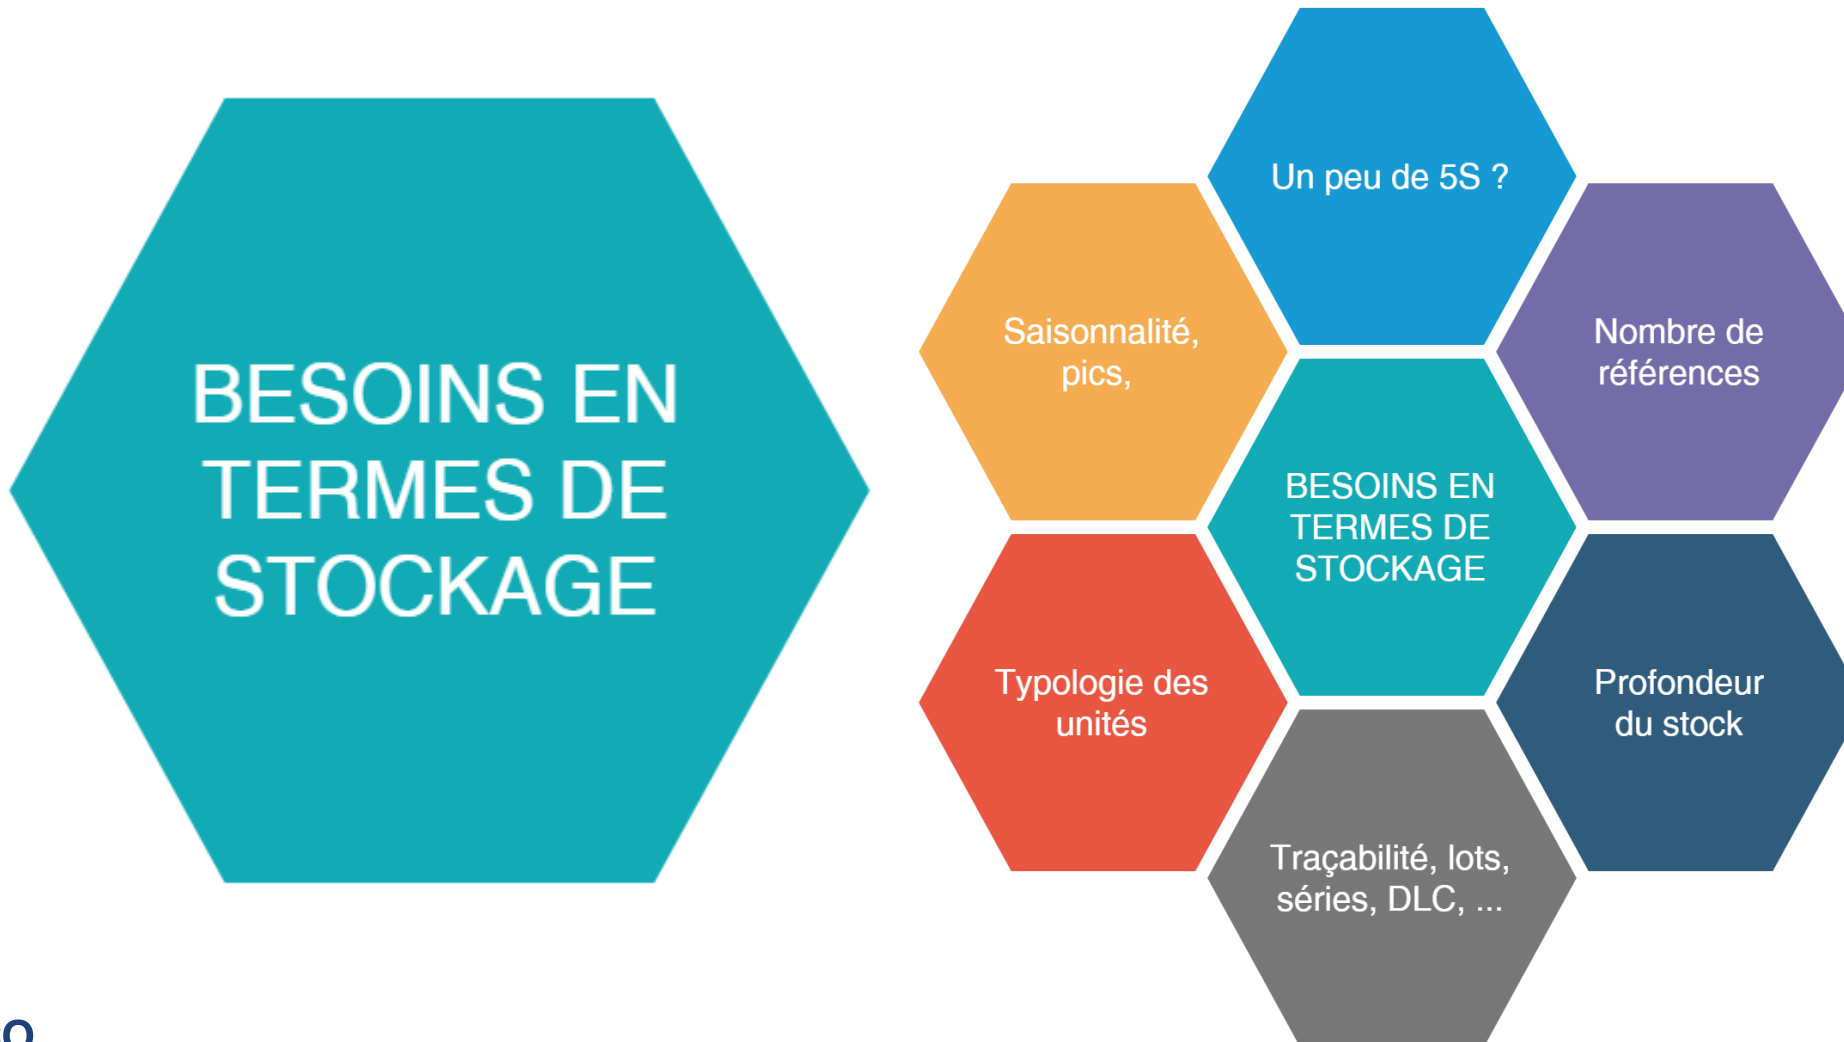 BESOINS EN
TERMES DE
STOCKAGE
Un peu de 5S ?
Saisonnalité,
pics,
Nombre de
références
BESOINS EN
TERMES DE
STOCKAGE
Typologie des
unités
Profondeur
du stock
Traçabilité, lots,
séries, DLC, ...